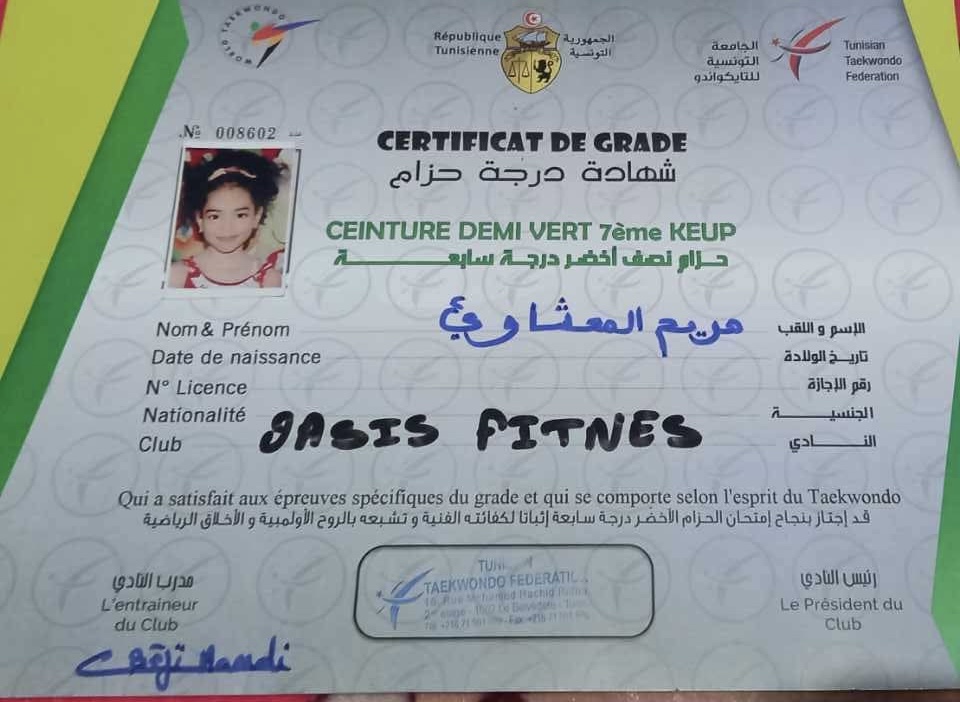 WORLD TAEKWONDO
République
Tunisienne
الجمهورية
التونسية
الجامعة
التونسية
للتايكواندو
Tunisian
Taekwondo
Federation
№ 008602
CERTIFICAT DE GRADE
شهادة درجة حزام
CEINTURE DEMI VERT 7ème KEUP
حزام نصف أخضر درجة سابعة
Nom & Prénom مريم المعشاوي الإسم و اللقب
Date de naissance تاريخ الولادة
N° Licence رقم الإجازة
Nationalité الجنسية
Club OASIS FITNES النادي
Qui a satisfait aux épreuves spécifiques du grade et qui se comporte selon l'esprit du Taekwondo
قد إجتاز بنجاح إمتحان الحزام الأخضر درجة سابعة إثباتا لكفائته الفنية و تشبعه بالروح الأولمبية و الأخلاق الرياضية
مدرب النادي
L'entraineur
du Club
TAEKWONDO FEDERATI
رئيس النادي
Le Président du
Club